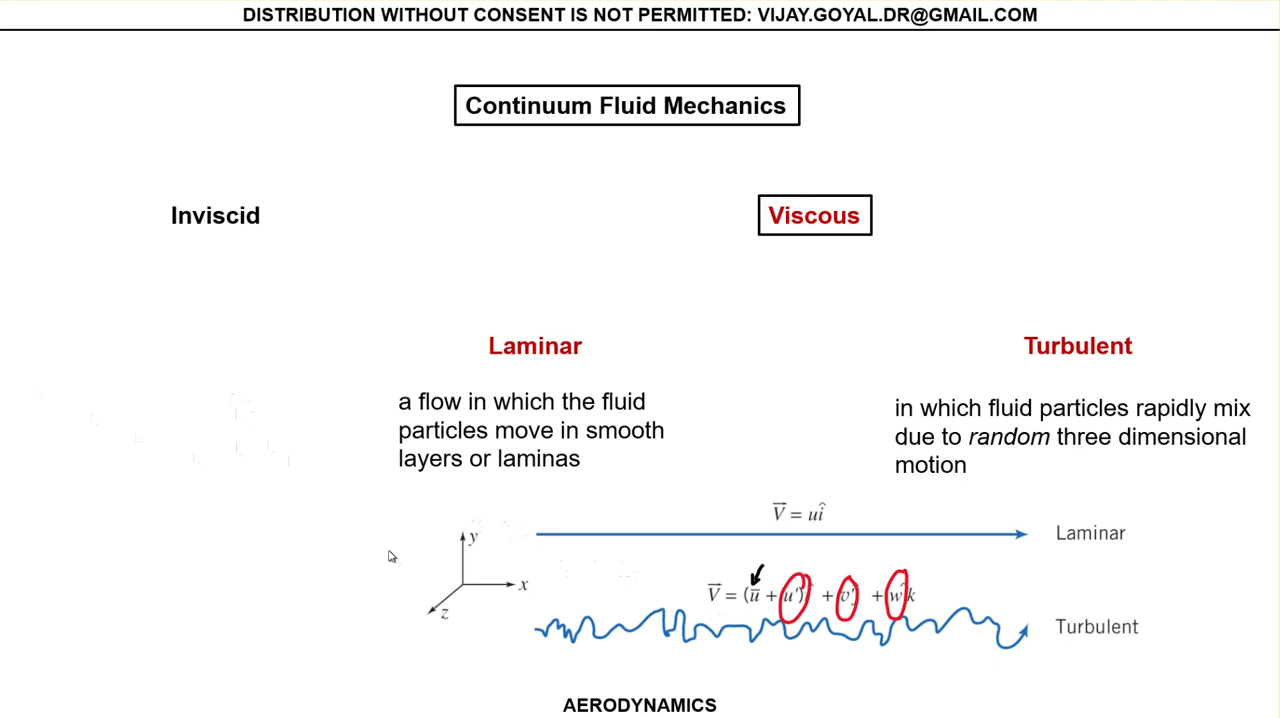 DISTRIBUTION WITHOUT CONSENT IS NOT PERMITTED: VIJAY.GOYAL.DR@GMAIL.COM
Continuum Fluid Mechanics
Inviscid
Viscous
Laminar
Turbulent
a flow in which the fluid
particles move in smooth
layers or laminas
in which fluid particles rapidly mix
due to random three dimensional
motion
V⃗ = uî
Laminar
y
x
z
V⃗ = (ū + u′)î + v′ĵ + w′k̂
Turbulent
AERODYNAMICS